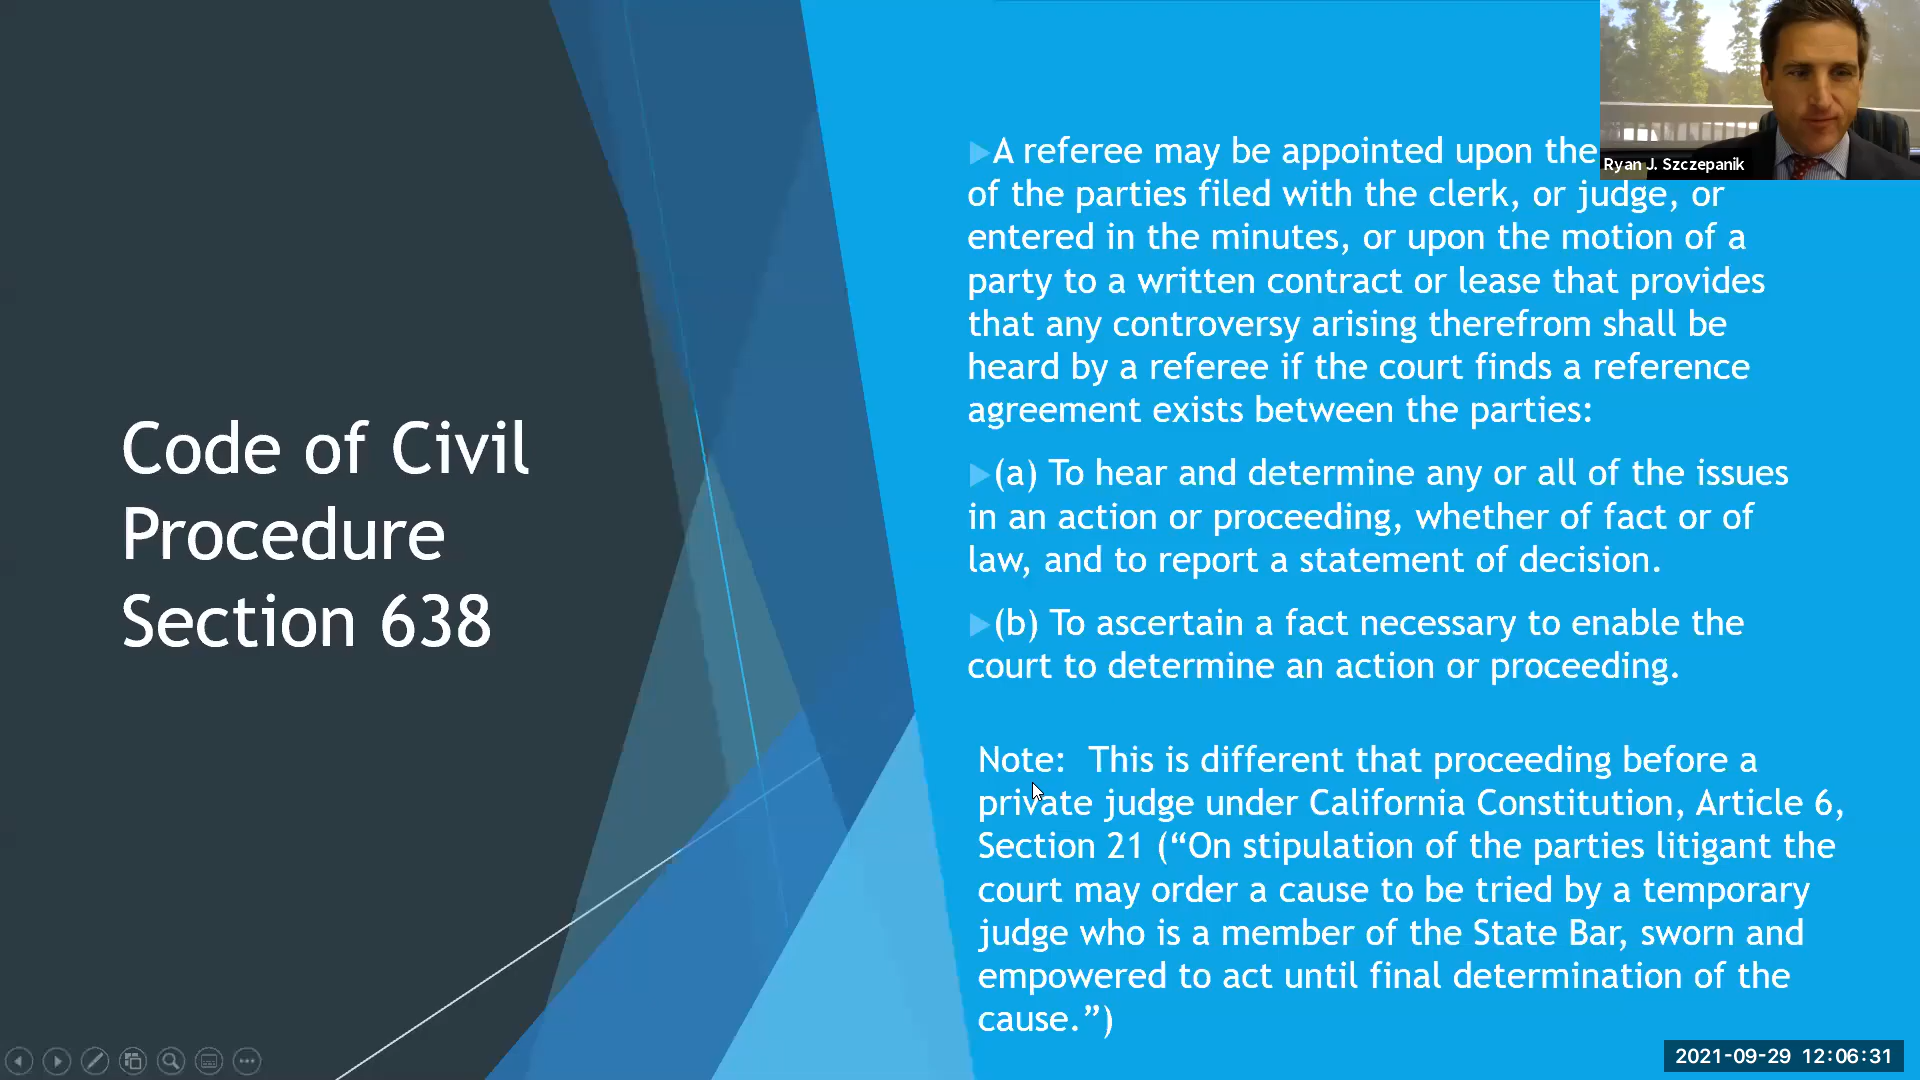 Code of Civil
Procedure
Section 638
A referee may be appointed upon the
of the parties filed with the clerk, or judge, or
entered in the minutes, or upon the motion of a
party to a written contract or lease that provides
that any controversy arising therefrom shall be
heard by a referee if the court finds a reference
agreement exists between the parties:
(a) To hear and determine any or all of the issues
in an action or proceeding, whether of fact or of
law, and to report a statement of decision.
(b) To ascertain a fact necessary to enable the
court to determine an action or proceeding.
Note: This is different that proceeding before a
private judge under California Constitution, Article 6,
Section 21 (“On stipulation of the parties litigant the
court may order a cause to be tried by a temporary
judge who is a member of the State Bar, sworn and
empowered to act until final determination of the
cause.”)
Ryan J. Szczepanik
2021-09-29 12:06:31